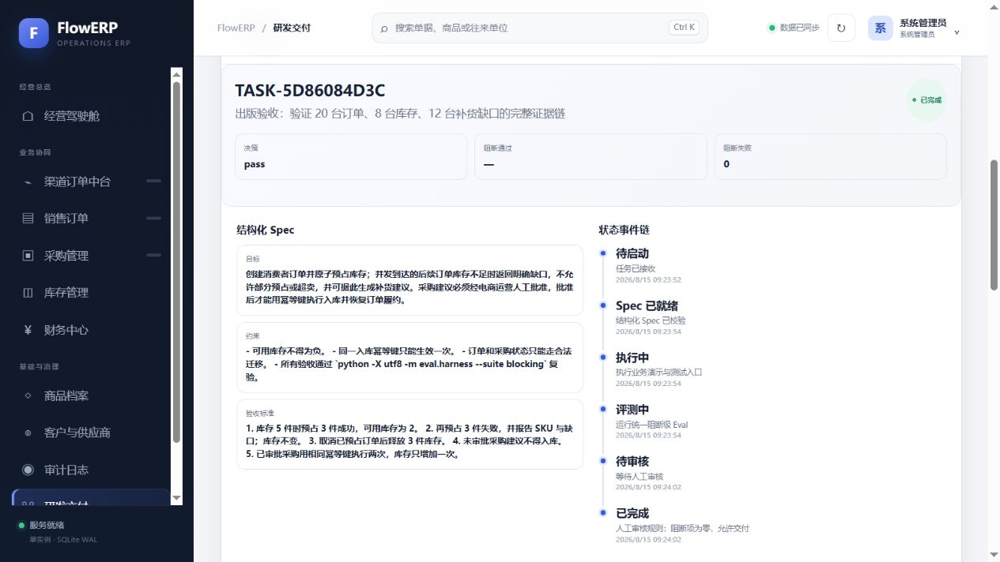 F
FlowERP
OPERATIONS ERP
经营总览
经营驾驶舱
业务协同
渠道订单中台
销售订单
采购管理
库存管理
¥ 财务中心
基础与治理
商品档案
客户与供应商
审计日志
研发交付
服务就绪
单实例 · SQLite WAL
FlowERP / 研发交付
搜索单据、商品或往来单位
Ctrl K
数据已同步
系
系统管理员
系统管理员
TASK-5D86084D3C
出版验收：验证 20 台订单、8 台库存、12 台补货缺口的完整证据链
已完成
决策
pass
阻断通过
—
阻断失败
0
结构化 Spec
目标
创建消费者订单并原子预占库存；并发到达的后续订单库存不足时返回明确缺口，不允
许部分预占或超卖，并可据此生成补货建议。采购建议必须经电商运营人工批准，批准
后才能用幂等键执行入库并恢复订单履约。
约束
- 可用库存不得为负。 - 同一入库幂等键只能生效一次。 - 订单和采购状态只能走合法
迁移。 - 所有验收通过 `python -X utf8 -m eval.harness --suite blocking` 复
验。
验收标准
1. 库存 5 件时预占 3 件成功，可用库存为 2。 2. 再预占 3 件失败，并报告 SKU 与缺
口；库存不变。 3. 取消已预占订单后释放 3 件库存。 4. 未审批采购建议不得入库。
5. 已审批采购用相同幂等键执行两次，库存只增加一次。
状态事件链
待启动
任务已接收
2026/8/15 09:23:52
Spec 已就绪
结构化 Spec 已校验
2026/8/15 09:23:54
执行中
执行业务演示与测试入口
2026/8/15 09:23:54
评测中
运行统一阻断级 Eval
2026/8/15 09:23:54
待审核
等待人工审核
2026/8/15 09:24:02
已完成
人工审核规则：阻断项为零，允许交付
2026/8/15 09:24:02